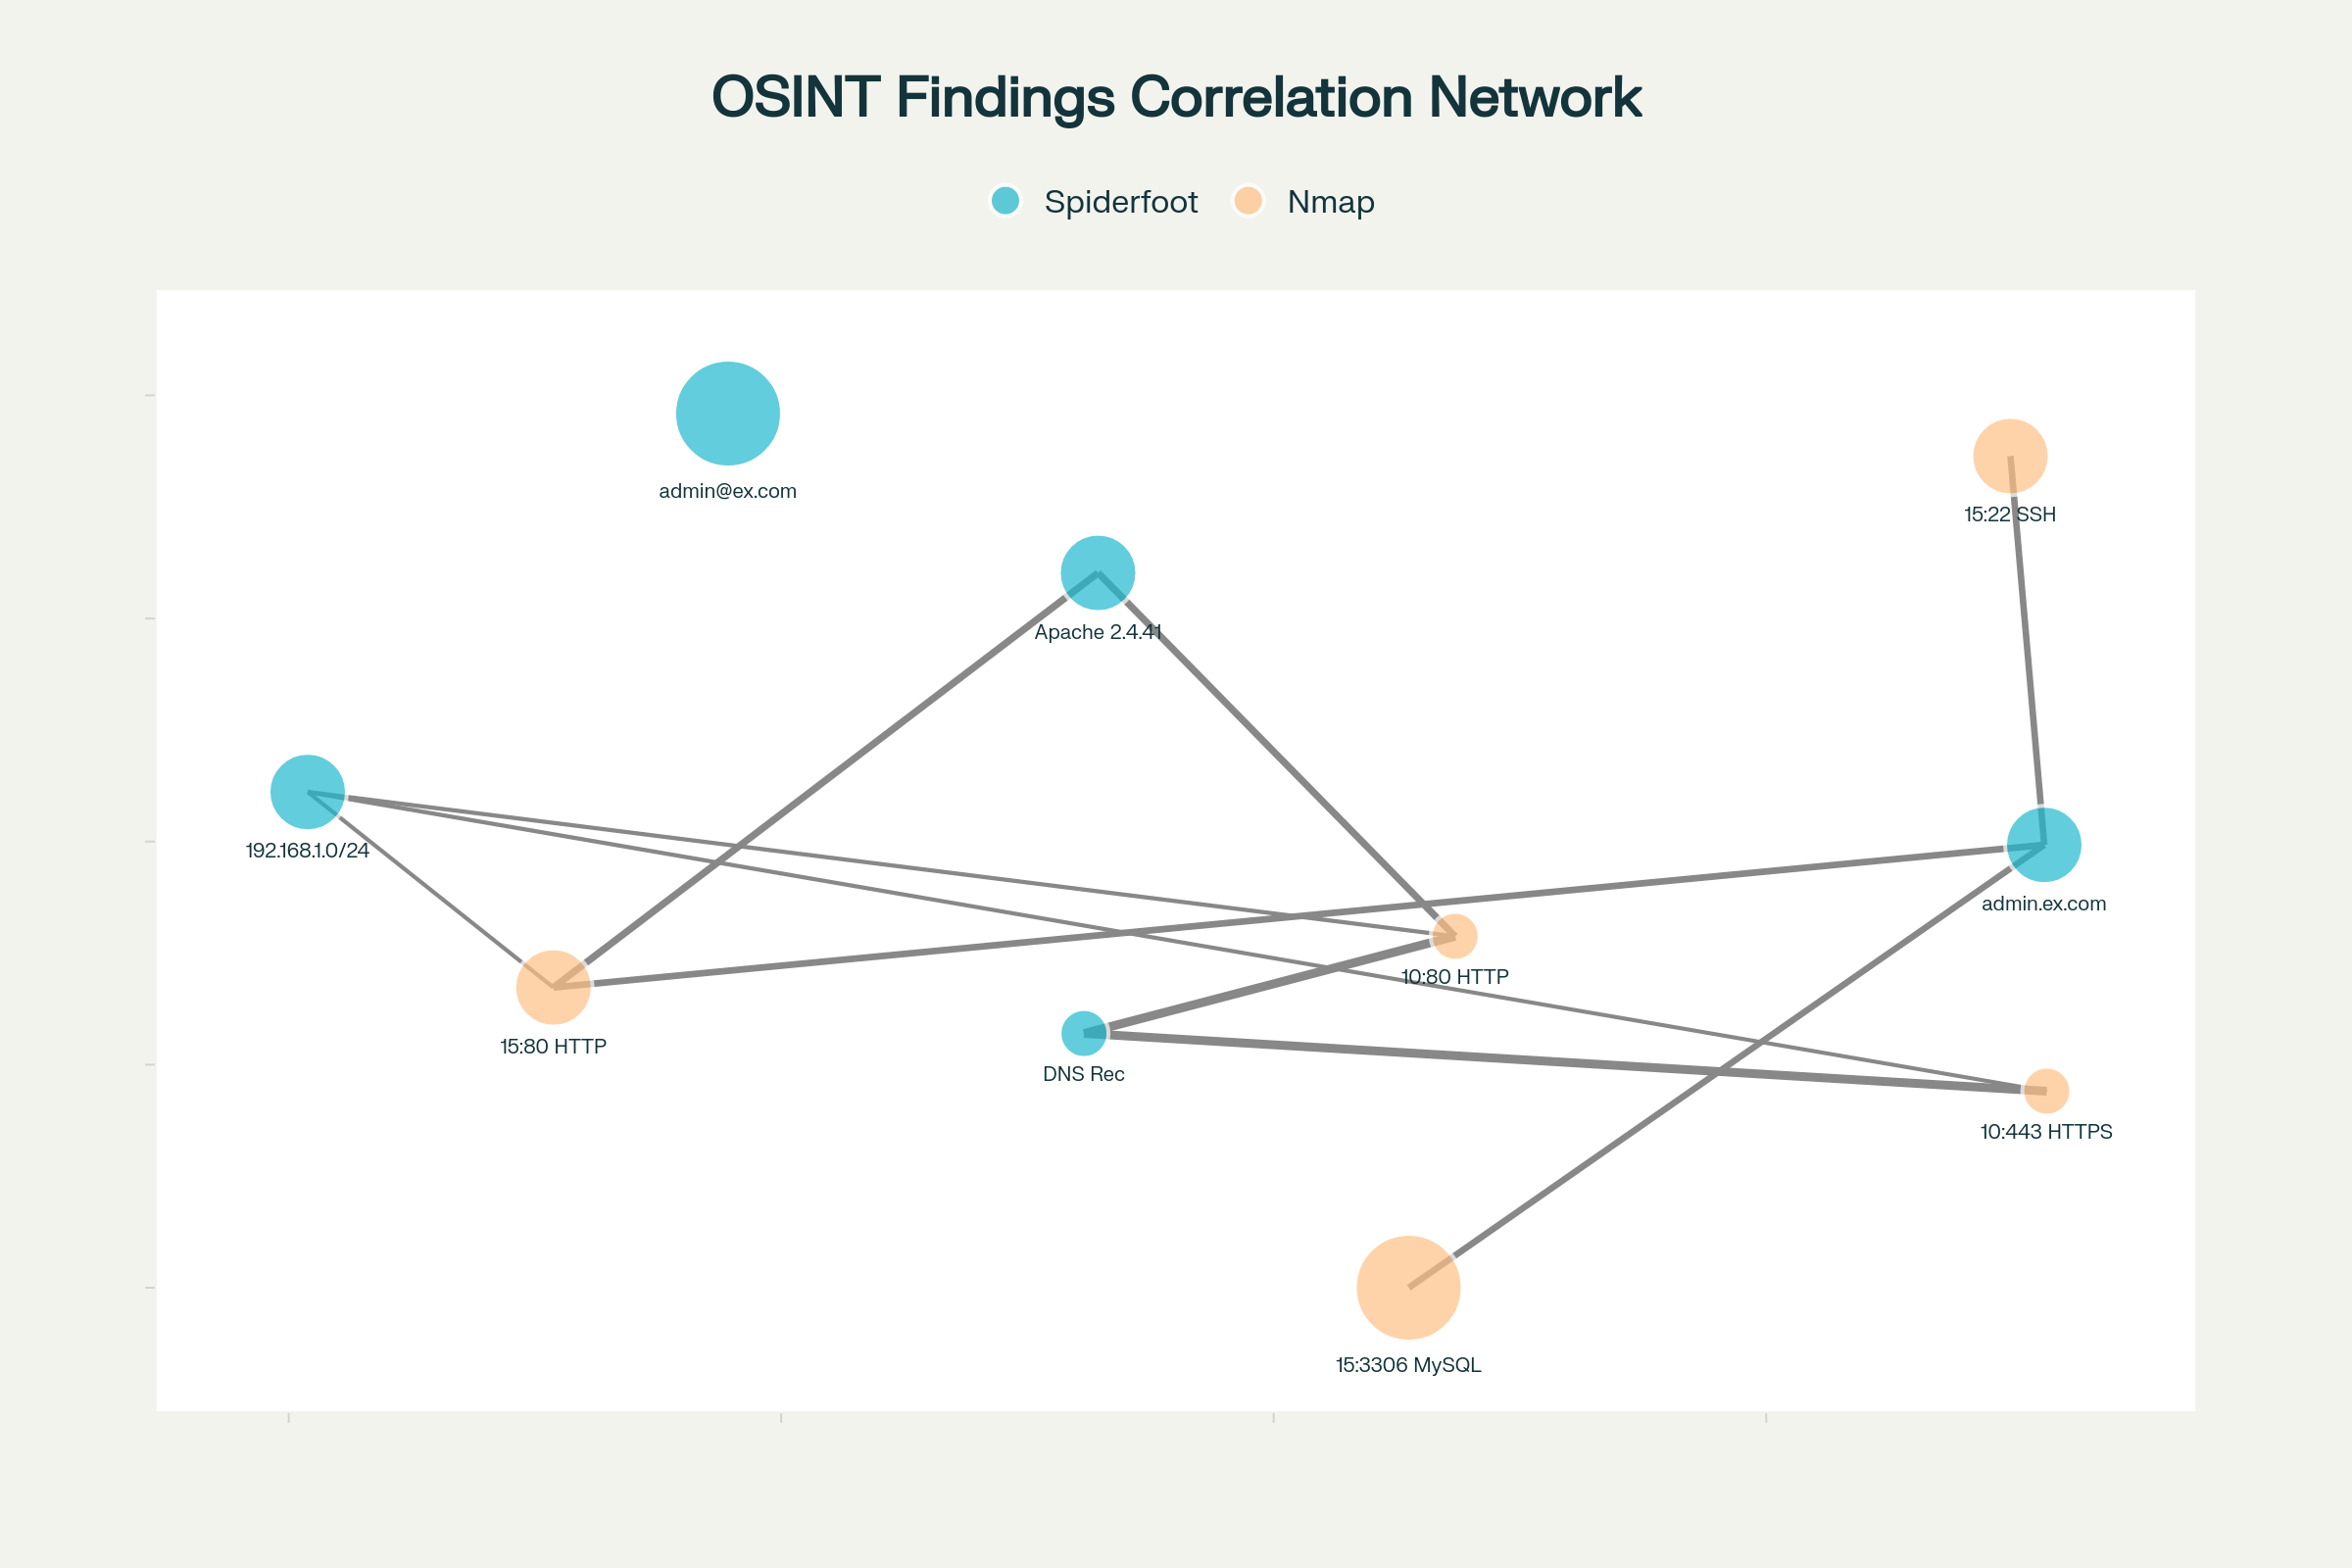 OSINT Findings Correlation Network
Spiderfoot
Nmap
admin@ex.com
15:22 SSH
Apache 2.4.41
192.168.1.0/24
admin.ex.com
10:80 HTTP
15:80 HTTP
DNS Rec
10:443 HTTPS
15:3306 MySQL